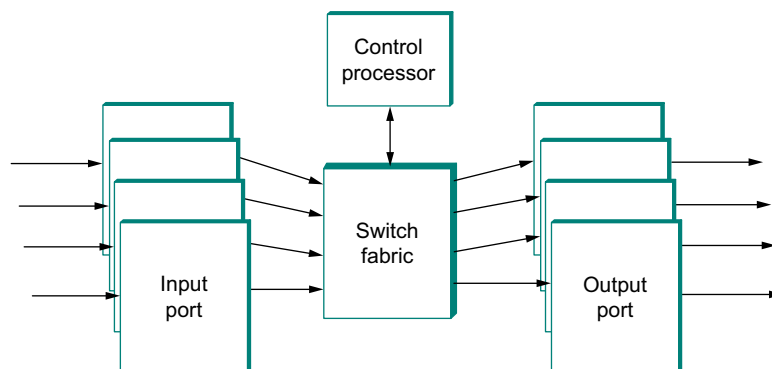 Control
processor
Switch
fabric
Input
port
Output
port